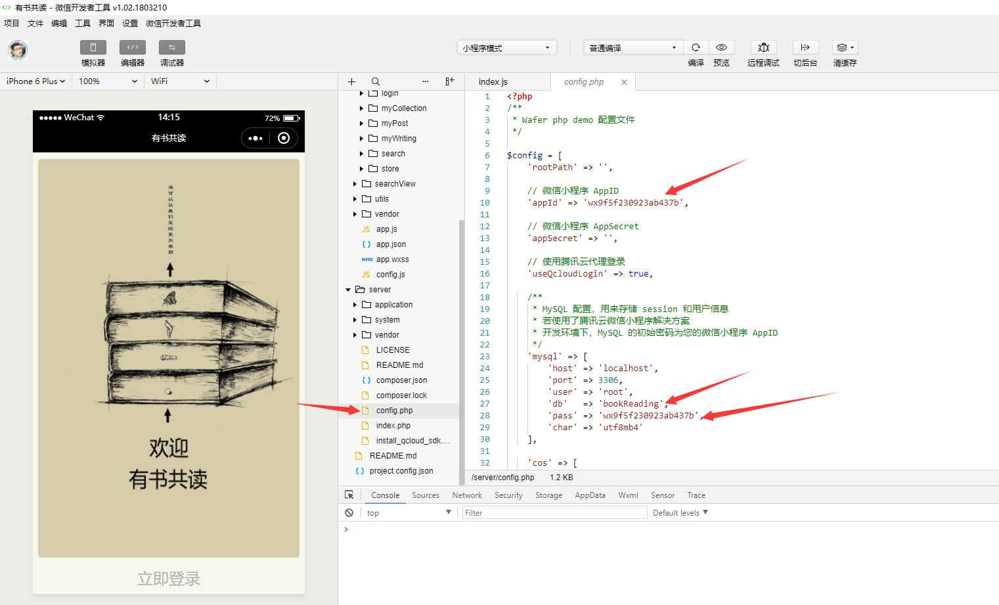 有书共读 - 微信开发者工具 v1.02.1803210
项目 文件 编辑 工具 界面 设置 微信开发者工具
模拟器 编辑器 调试器
小程序模式
普通编译
编译 预览 远程调试 切后台 清缓存
iPhone 6 Plus 100% WiFi
WeChat 14:15 72%
有书共读
书可以让我们生的更加美丽
欢迎
有书共读
立即登录
login
myCollection
myPost
myWriting
search
store
searchView
utils
vendor
JS app.js
{ } app.json
wxss app.wxss
JS config.js
server
application
system
vendor
LICENSE
README.md
{ } composer.json
composer.lock
config.php
index.php
install_qcloud_sdk....
README.md
{ } project.config.json
index.js config.php
1 <?php
2 /**
3 * Wafer php demo 配置文件
4 */
5
6 $config = [
7 'rootPath' => '',
8
9 // 微信小程序 AppID
10 'appId' => 'wx9f5f230923ab437b',
11
12 // 微信小程序 AppSecret
13 'appSecret' => '',
14
15 // 使用腾讯云代理登录
16 'useQcloudLogin' => true,
17
18 /**
19 * MySQL 配置，用来存储 session 和用户信息
20 * 若使用了腾讯云微信小程序解决方案
21 * 开发环境下，MySQL 的初始密码为您的微信小程序 AppID
22 */
23 'mysql' => [
24 'host' => 'localhost',
25 'port' => 3306,
26 'user' => 'root',
27 'db' => 'bookReading',
28 'pass' => 'wx9f5f230923ab437b',
29 'char' => 'utf8mb4'
30 ],
31
32 'cos' => [
/server/config.php 1.2 KB
Console Sources Network Security Storage AppData Wxml Sensor Trace
top Filter Default levels